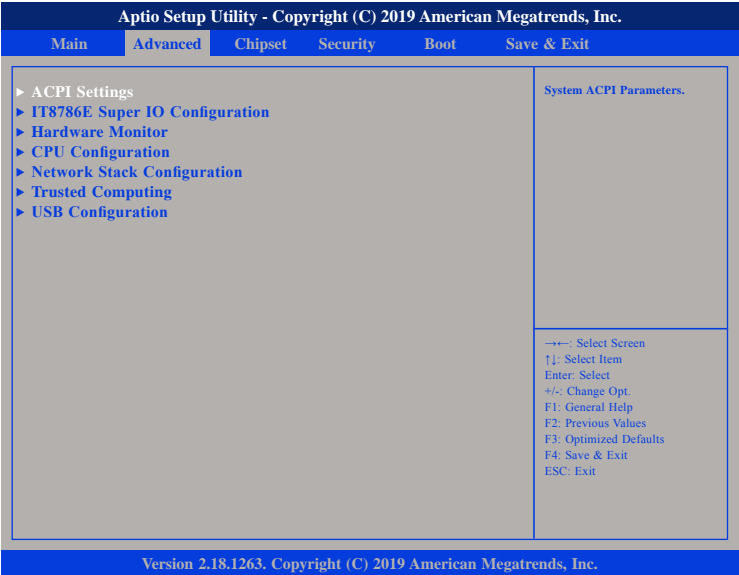 Aptio Setup Utility - Copyright (C) 2019 American Megatrends, Inc.
Main Advanced Chipset Security Boot Save & Exit
► ACPI Settings
► IT8786E Super IO Configuration
► Hardware Monitor
► CPU Configuration
► Network Stack Configuration
► Trusted Computing
► USB Configuration
System ACPI Parameters.
→←: Select Screen
↑↓: Select Item
Enter: Select
+/-: Change Opt.
F1: General Help
F2: Previous Values
F3: Optimized Defaults
F4: Save & Exit
ESC: Exit
Version 2.18.1263. Copyright (C) 2019 American Megatrends, Inc.